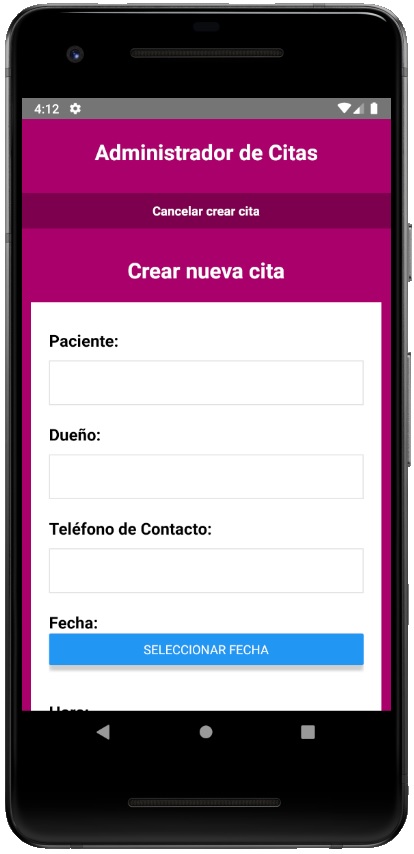 4:12
Administrador de Citas
Cancelar crear cita
Crear nueva cita
Paciente:
Dueño:
Teléfono de Contacto:
Fecha:
SELECCIONAR FECHA
Hora: